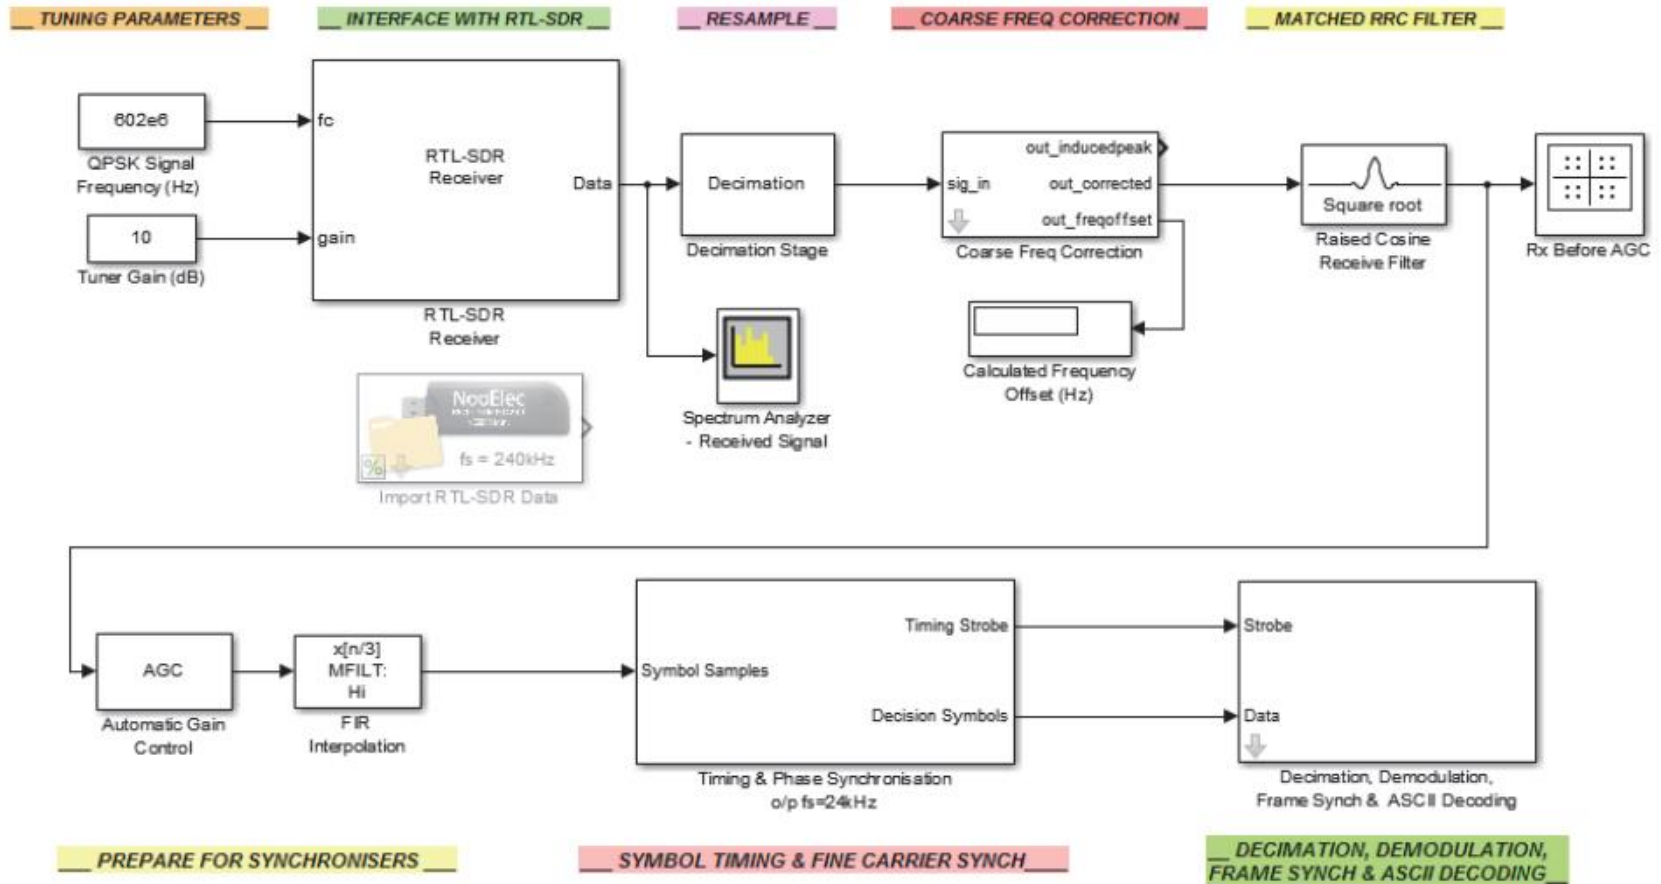 TUNING PARAMETERS
INTERFACE WITH RTL-SDR
RESAMPLE
COARSE FREQ CORRECTION
MATCHED RRC FILTER
602e6
QPSK Signal
Frequency (Hz)
10
Tuner Gain (dB)
fc
gain
RTL-SDR
Receiver
Data
RTL-SDR
Receiver
Decimation
Decimation Stage
sig_in
out_inducedpeak
out_corrected
out_freqoffset
Coarse Freq Correction
Square root
Raised Cosine
Receive Filter
Rx Before AGC
Spectrum Analyzer
- Received Signal
Calculated Frequency
Offset (Hz)
NooElec
fs = 240kHz
%
Import RTL-SDR Data
AGC
Automatic Gain
Control
x[n/3]
MFILT:
Hi
FIR
Interpolation
Symbol Samples
Timing Strobe
Decision Symbols
Timing & Phase Synchronisation
o/p fs=24kHz
Strobe
Data
Decimation, Demodulation,
Frame Synch & ASCII Decoding
PREPARE FOR SYNCHRONISERS
SYMBOL TIMING & FINE CARRIER SYNCH
DECIMATION, DEMODULATION,
FRAME SYNCH & ASCII DECODING